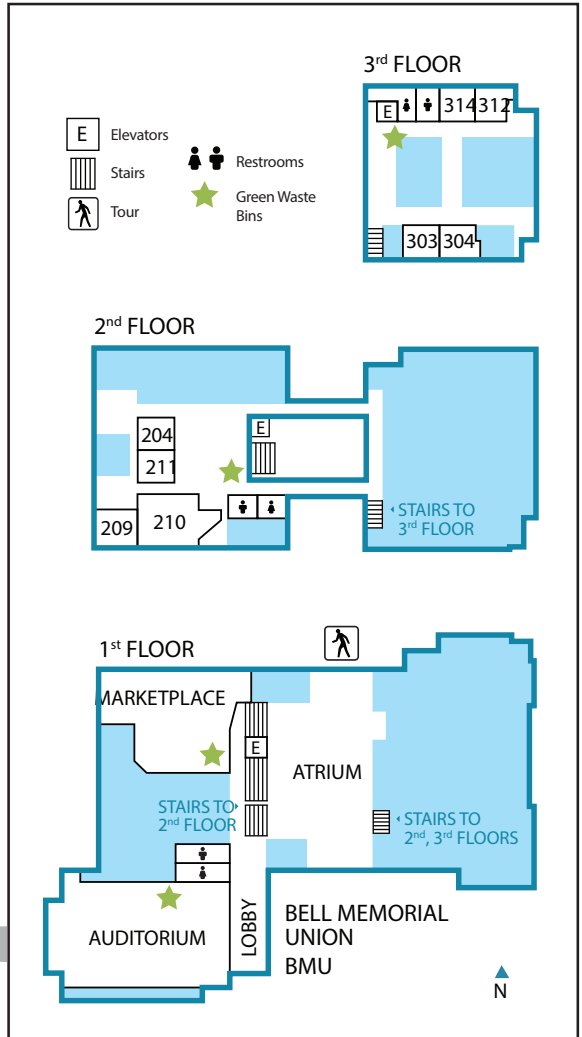 3rd FLOOR
E
314
312
E Elevators
Restrooms
Stairs
Green Waste
Bins
Tour
303
304
2nd FLOOR
204
E
211
209
210
STAIRS TO
3rd FLOOR
1st FLOOR
MARKETPLACE
E
ATRIUM
STAIRS TO
2nd FLOOR
STAIRS TO
2nd, 3rd FLOORS
LOBBY
AUDITORIUM
BELL MEMORIAL
UNION
BMU
N